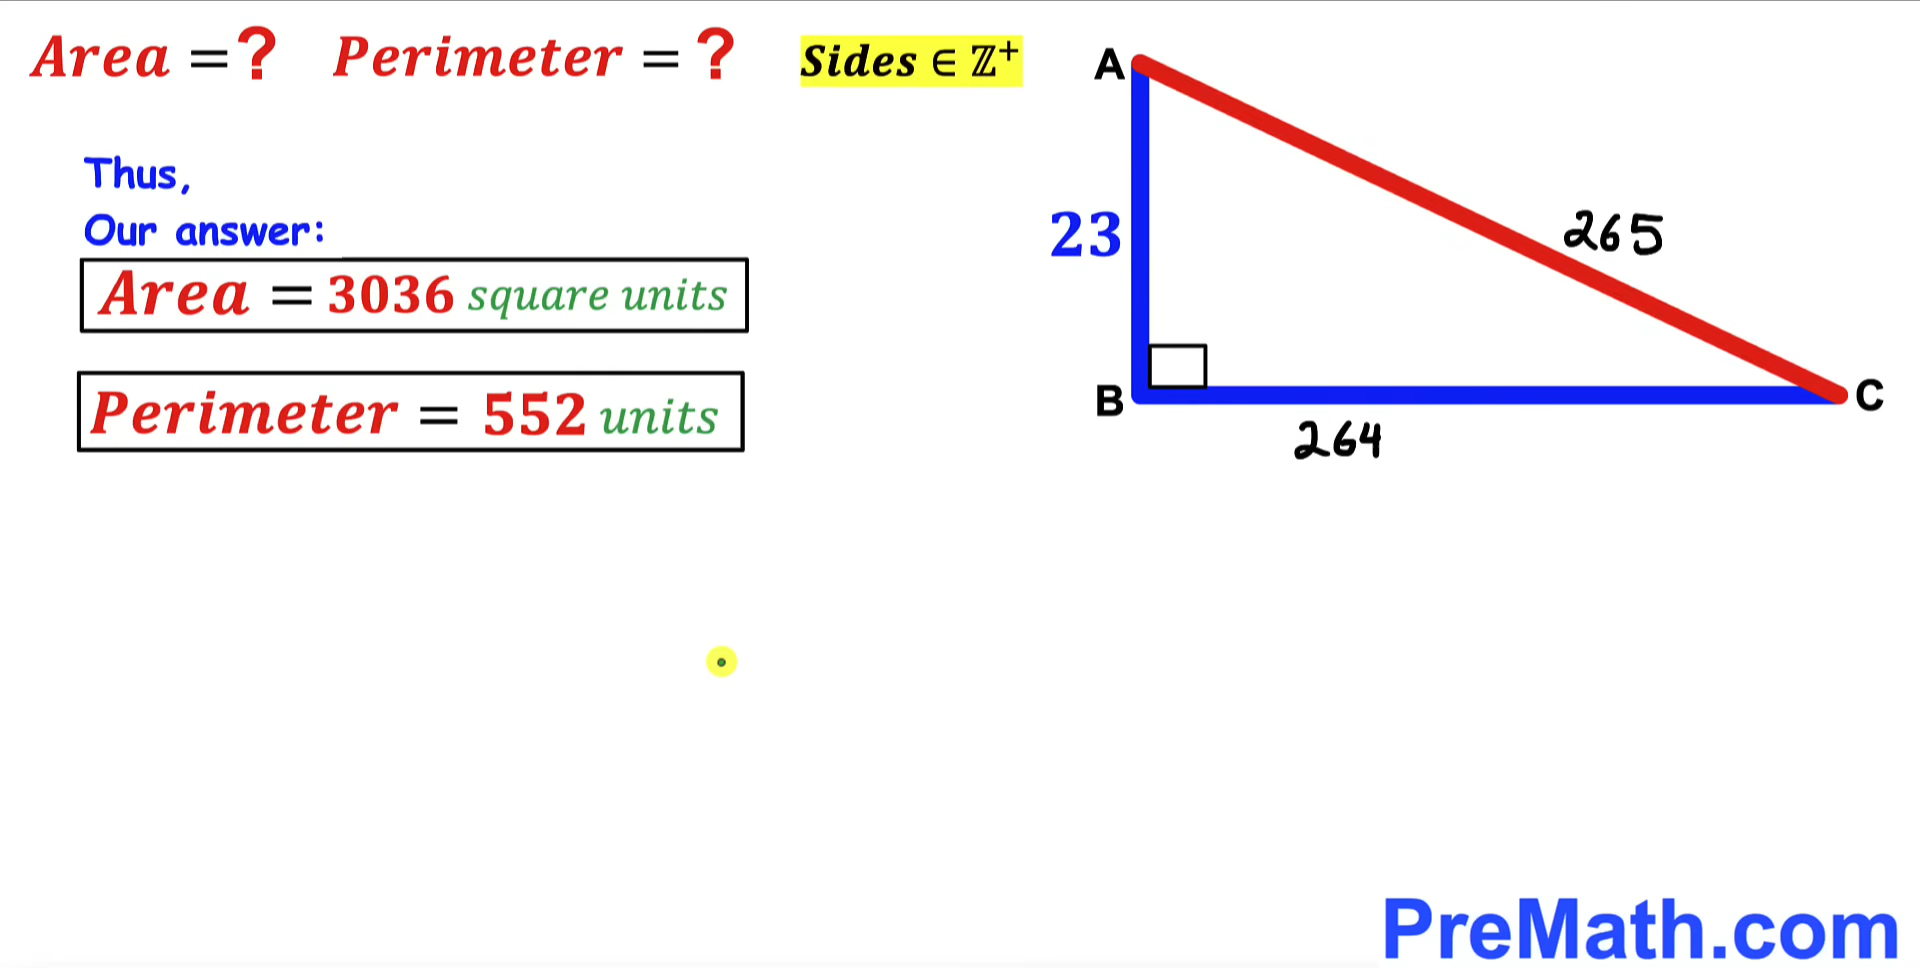 Area = ? Perimeter = ? Sides ∈ ℤ⁺
A
Thus,
Our answer:
23
265
Area = 3036 square units
B
C
Perimeter = 552 units
264
PreMath.com